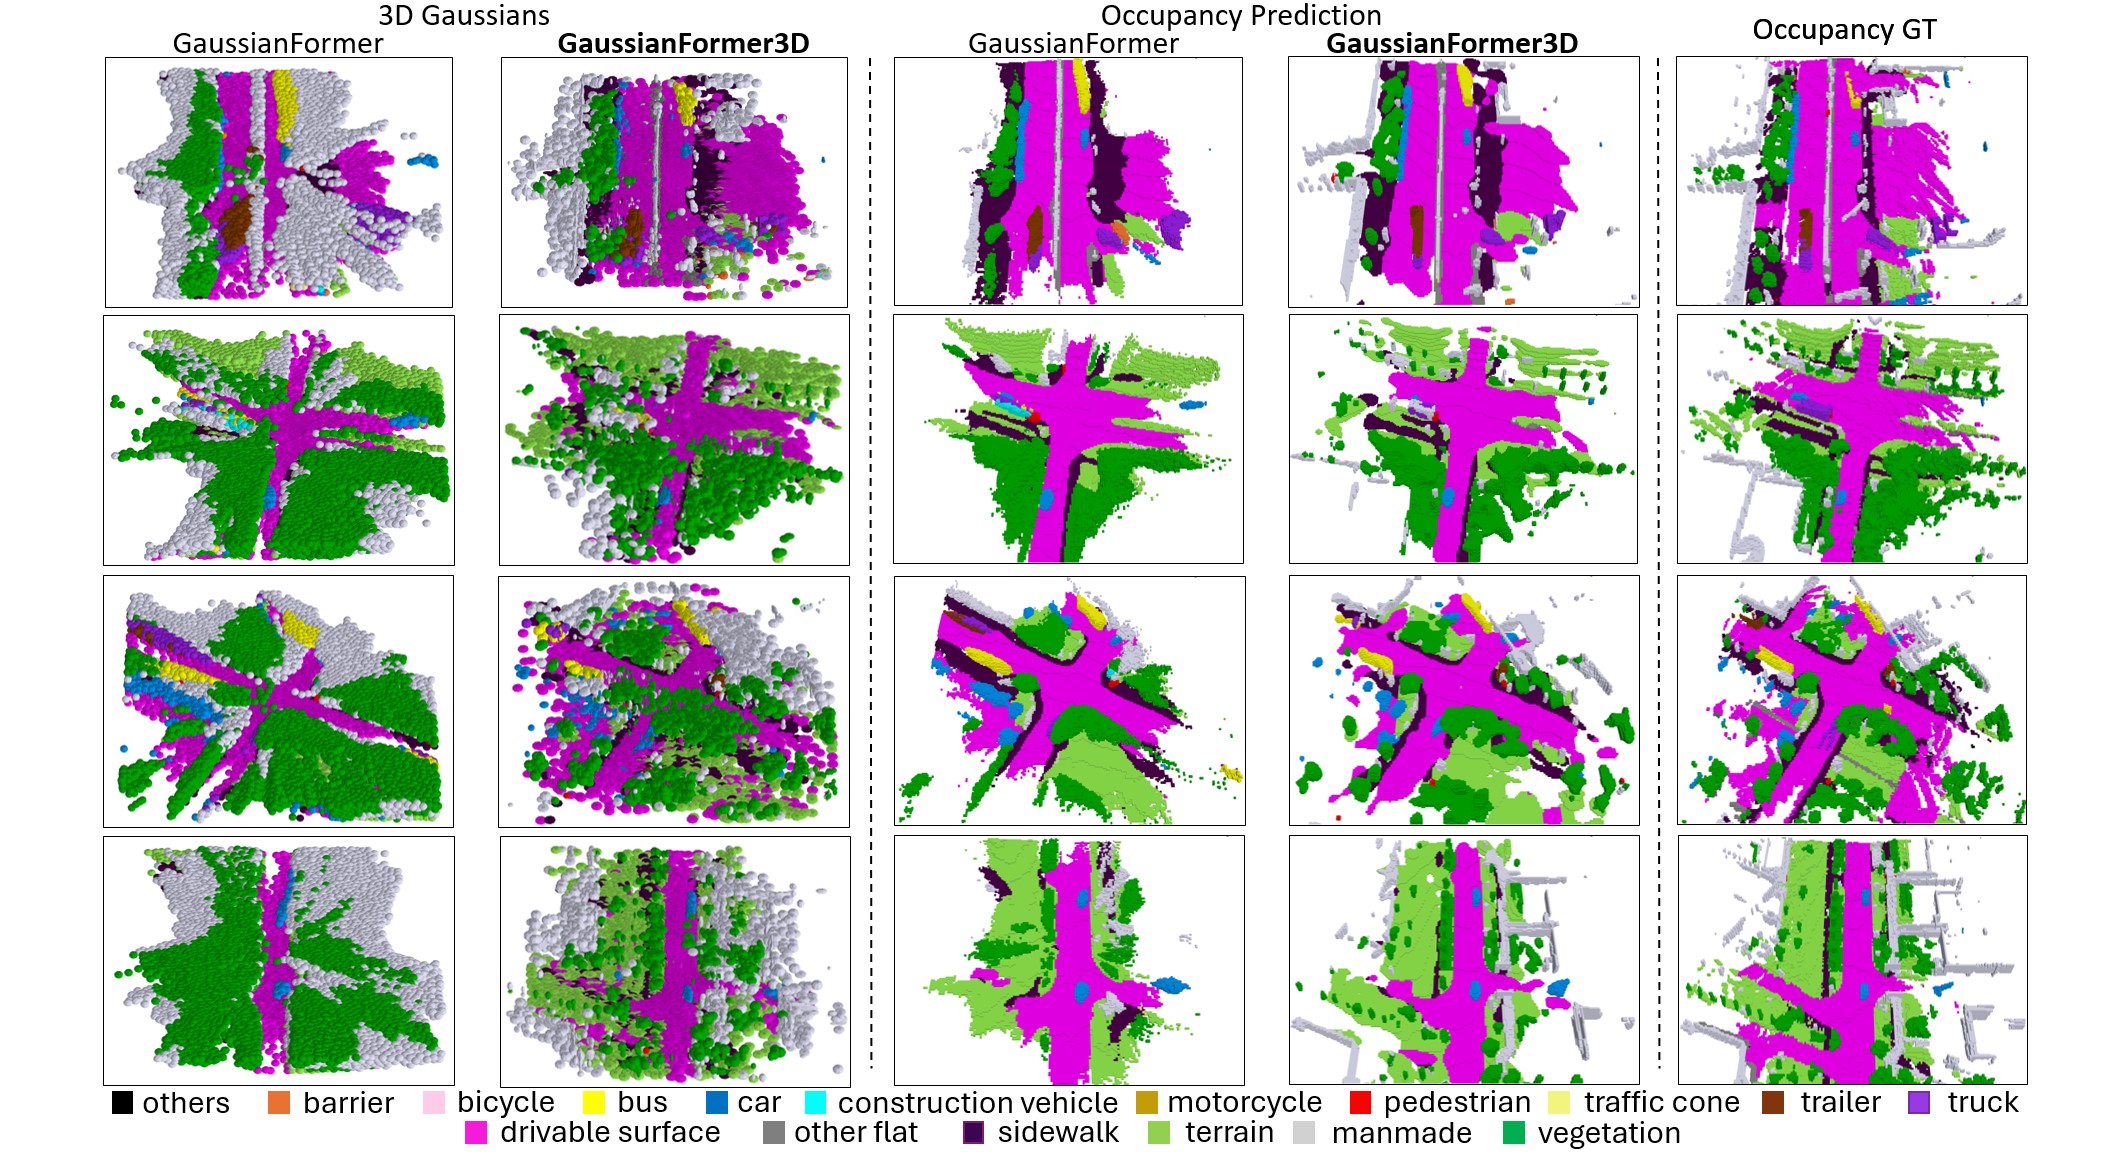 3D Gaussians
Occupancy Prediction
Occupancy GT
GaussianFormer
GaussianFormer3D
GaussianFormer
GaussianFormer3D
others
barrier
bicycle
bus
car
construction vehicle
motorcycle
pedestrian
traffic cone
trailer
truck
drivable surface
other flat
sidewalk
terrain
manmade
vegetation